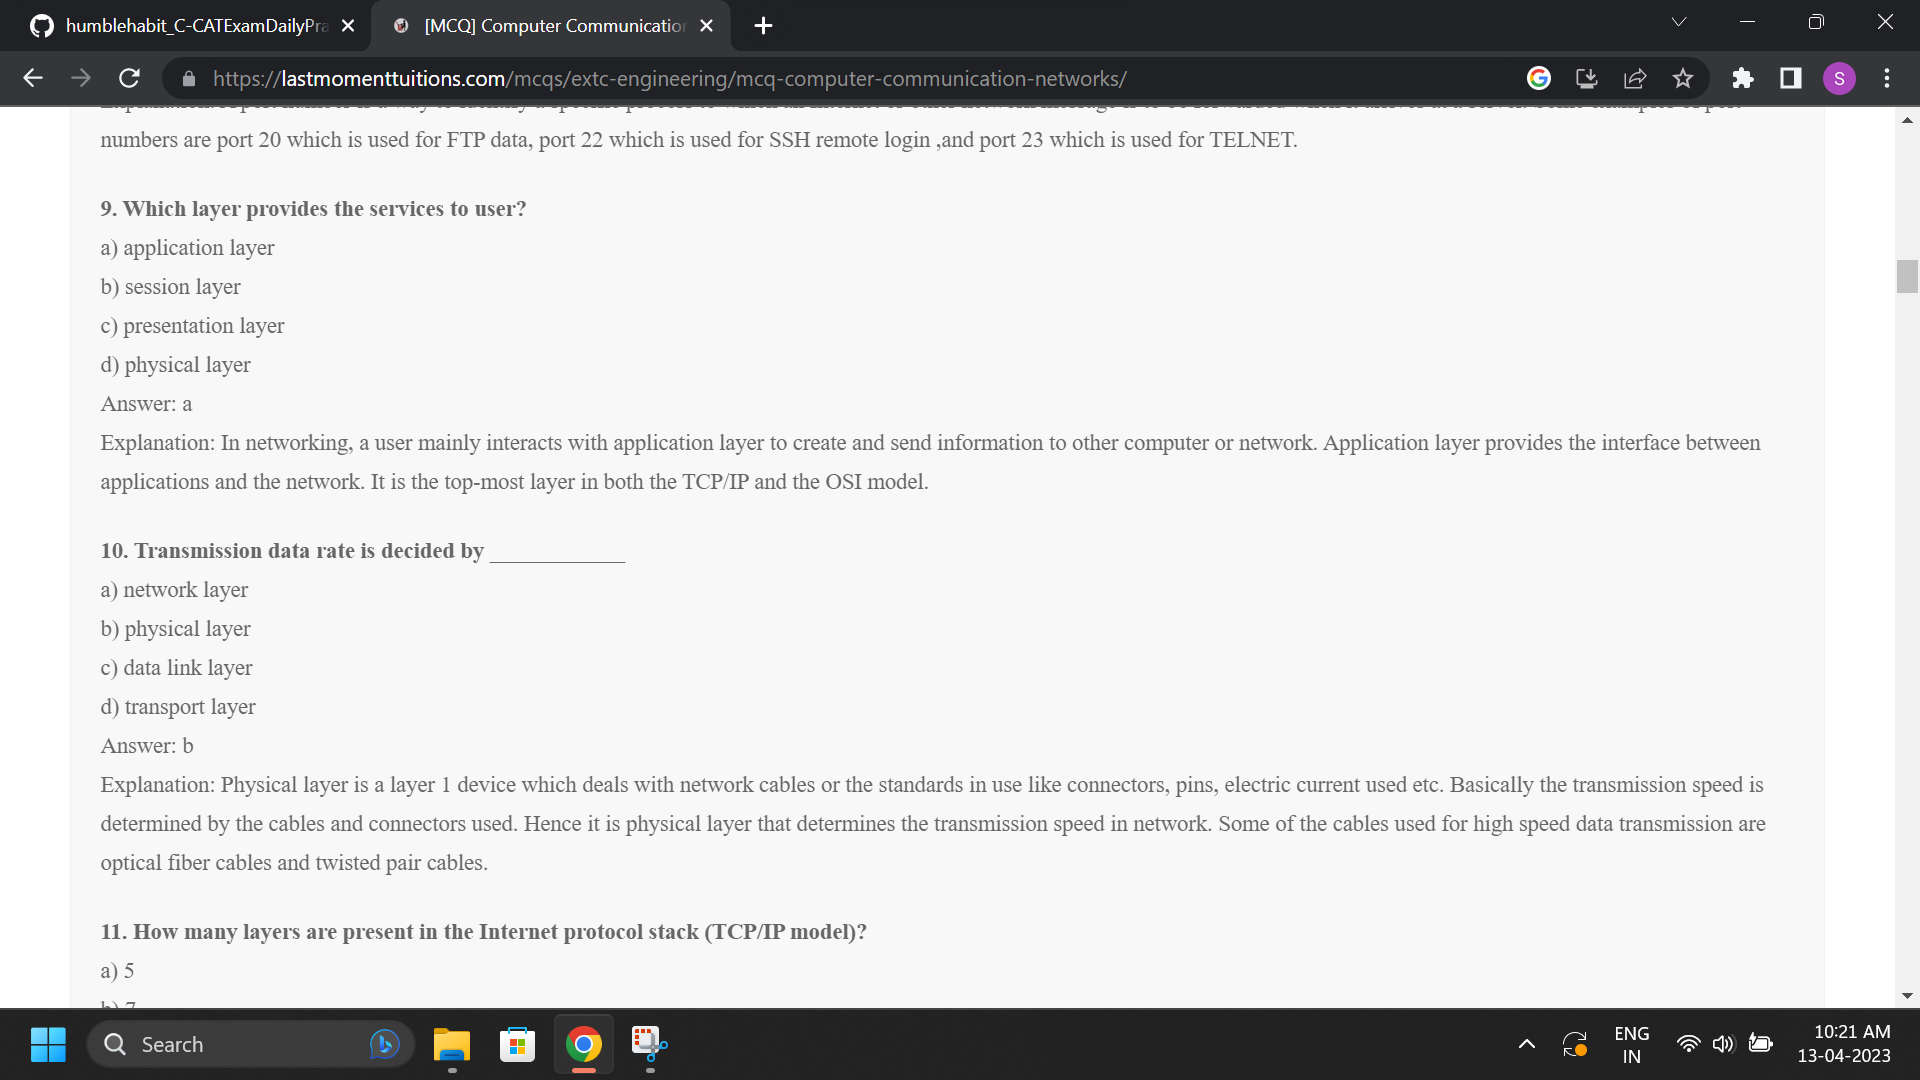 humblehabit_C-CATExamDailyPra
[MCQ] Computer Communication
https://lastmomenttuitions.com/mcqs/extc-engineering/mcq-computer-communication-networks/
S
numbers are port 20 which is used for FTP data, port 22 which is used for SSH remote login ,and port 23 which is used for TELNET.
9. Which layer provides the services to user?
a) application layer
b) session layer
c) presentation layer
d) physical layer
Answer: a
Explanation: In networking, a user mainly interacts with application layer to create and send information to other computer or network. Application layer provides the interface between
applications and the network. It is the top-most layer in both the TCP/IP and the OSI model.
10. Transmission data rate is decided by ____________
a) network layer
b) physical layer
c) data link layer
d) transport layer
Answer: b
Explanation: Physical layer is a layer 1 device which deals with network cables or the standards in use like connectors, pins, electric current used etc. Basically the transmission speed is
determined by the cables and connectors used. Hence it is physical layer that determines the transmission speed in network. Some of the cables used for high speed data transmission are
optical fiber cables and twisted pair cables.
11. How many layers are present in the Internet protocol stack (TCP/IP model)?
a) 5
b) 7
Search
ENG
IN
10:21 AM
13-04-2023